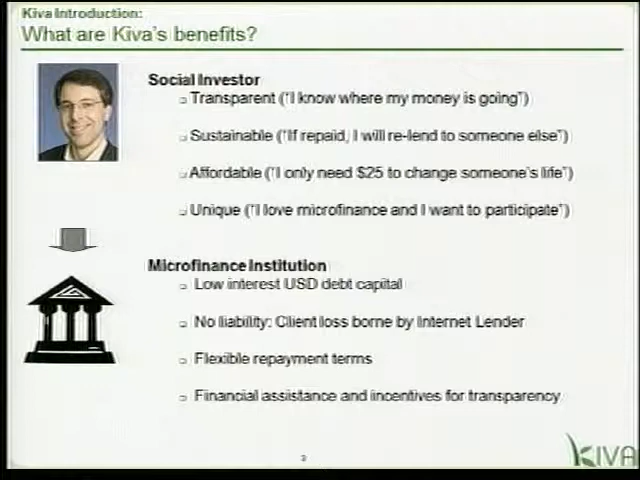 Kiva Introduction:
What are Kiva's benefits?
Social Investor
Transparent ("I know where my money is going")
Sustainable ("If repaid, I will re-lend to someone else")
Affordable ("I only need $25 to change someone's life")
Unique ("I love microfinance and I want to participate")
Microfinance Institution
Low interest USD debt capital
No liability: Client loss borne by Internet Lender
Flexible repayment terms
Financial assistance and incentives for transparency
3
KIVA